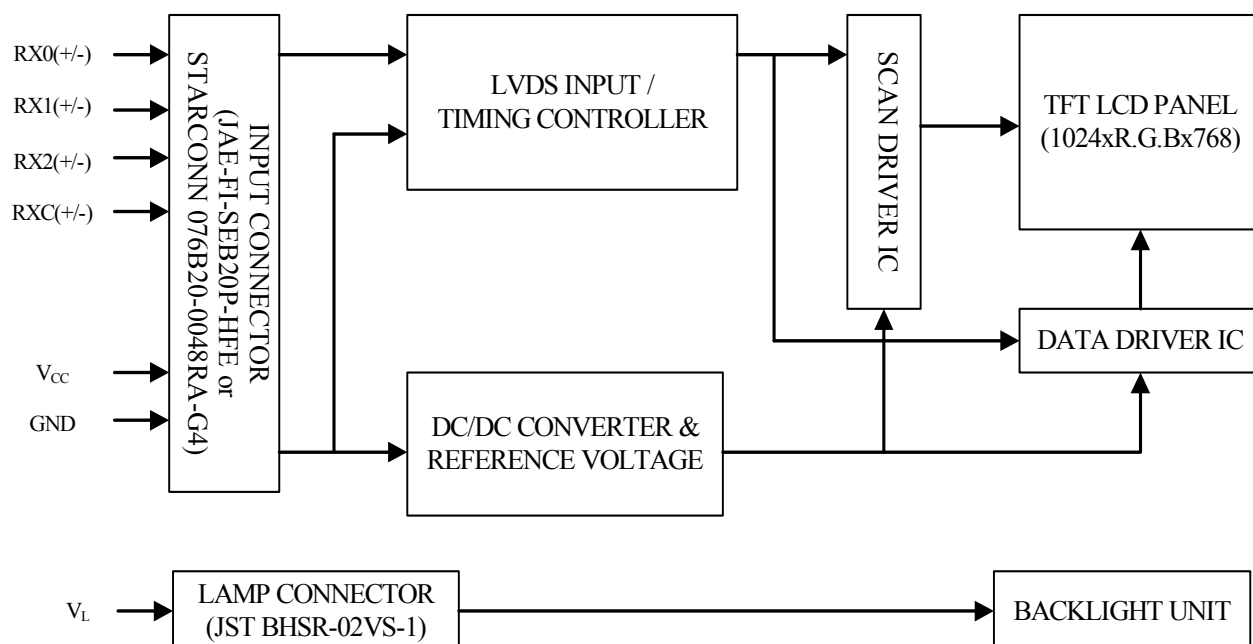 RX0(+/-)
RX1(+/-)
RX2(+/-)
RXC(+/-)
VCC
GND
INPUT CONNECTOR
(JAE-FI-SEB20P-HFE or
STARCONN 076B20-0048RA-G4)
LVDS INPUT /
TIMING CONTROLLER
SCAN DRIVER IC
TFT LCD PANEL
(1024xR.G.Bx768)
DATA DRIVER IC
DC/DC CONVERTER &
REFERENCE VOLTAGE
VL
LAMP CONNECTOR
(JST BHSR-02VS-1)
BACKLIGHT UNIT